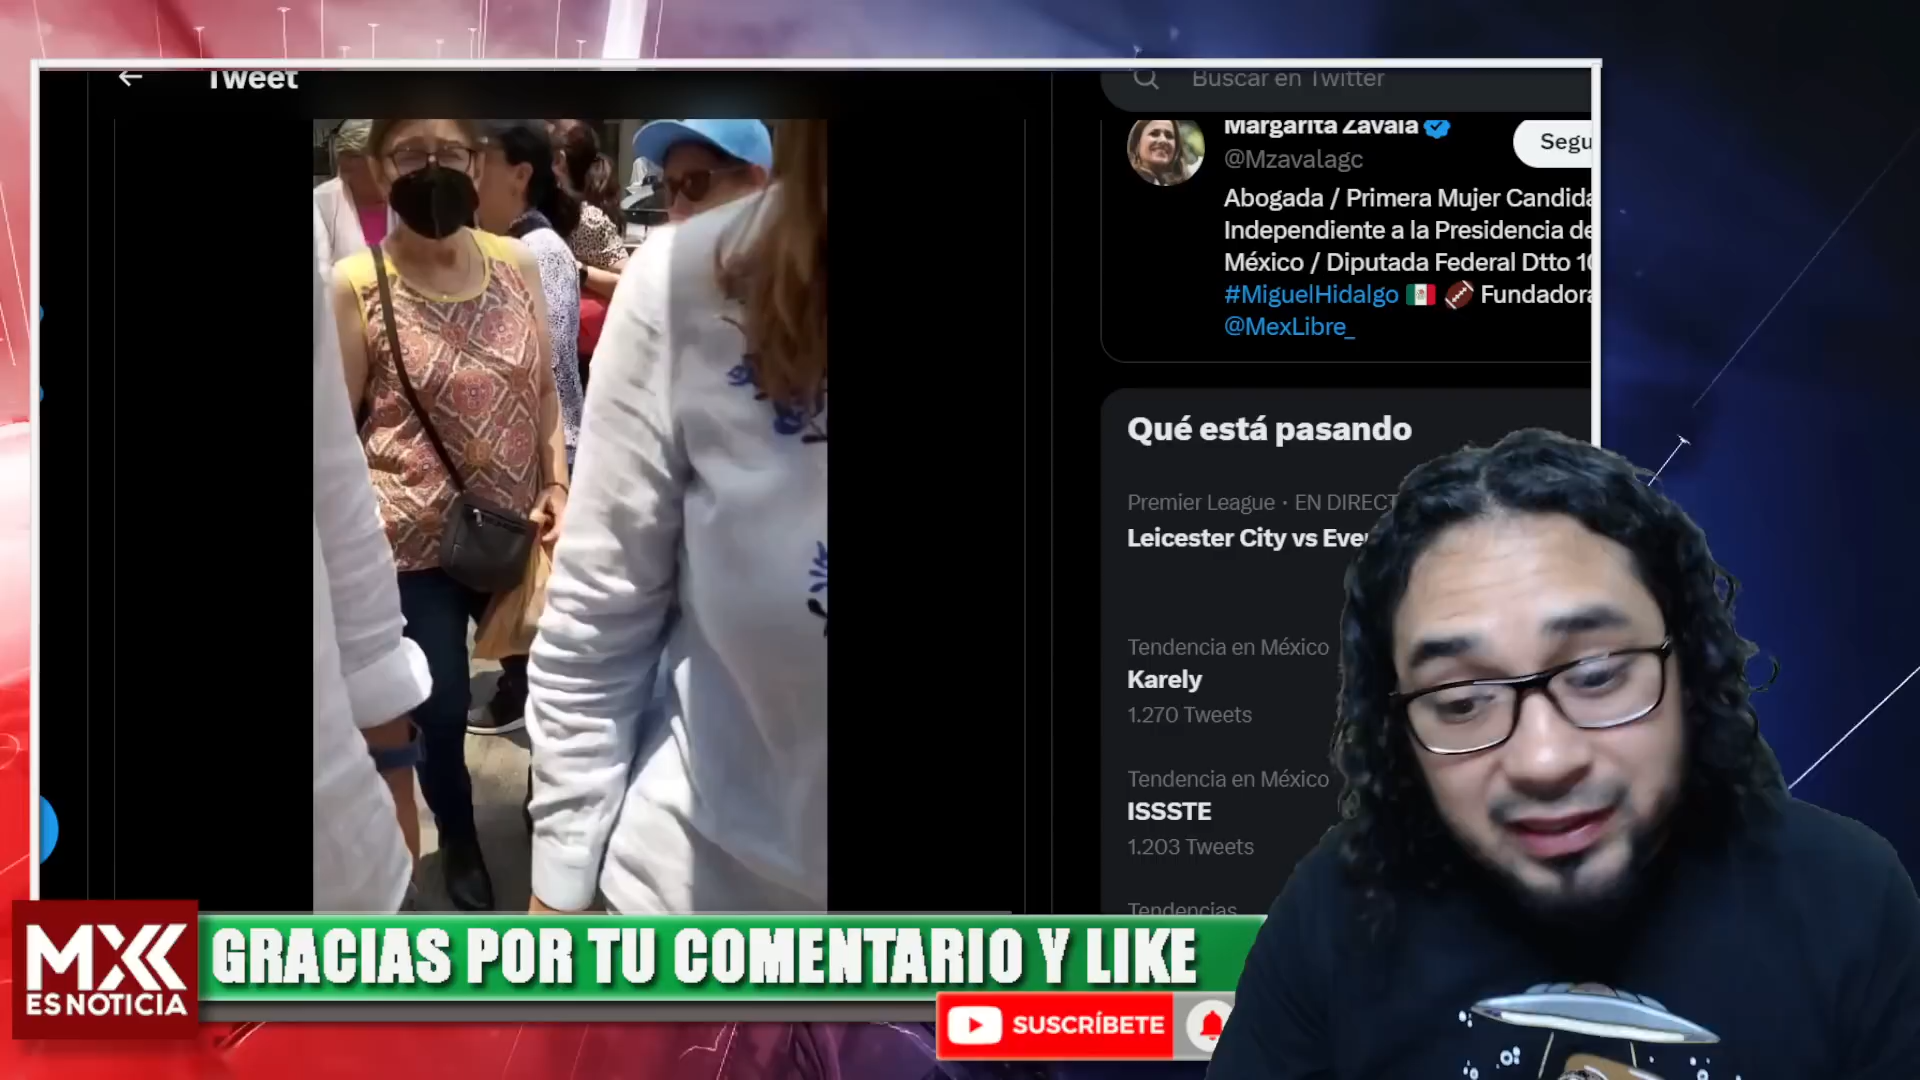 Tweet
Buscar en Twitter
Margarita Zavala
@Mzavalagc
Segu
Abogada / Primera Mujer Candida
Independiente a la Presidencia de
México / Diputada Federal Dtto 10
#MiguelHidalgo 🇲🇽 🏈 Fundadora
@MexLibre_
Qué está pasando
Premier League · EN DIRECT
Leicester City vs Ever
Tendencia en México
Karely
1.270 Tweets
Tendencia en México
ISSSTE
1.203 Tweets
Tendencias
MX
ES NOTICIA
GRACIAS POR TU COMENTARIO Y LIKE
SUSCRÍBETE